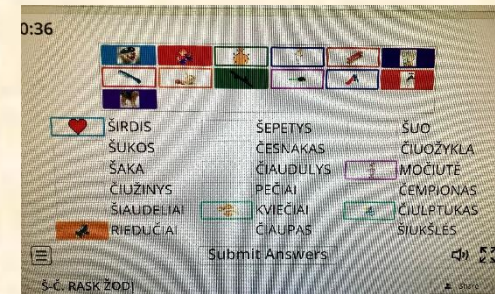 0:36
ŠIRDIS
ŠUKOS
ŠAKA
ČIUŽINYS
ŠIAUDELIAI
RIEDUČIAI
ŠEPETYS
ČESNAKAS
ČIAUDULYS
PEČIAI
KVIEČIAI
ČIAUPAS
ŠUO
ČIUOŽYKLA
MOČIUTĖ
ČEMPIONAS
ČIULPTUKAS
ŠIUKŠLĖS
Submit Answers
Š-Č. RASK ŽODĮ
Share